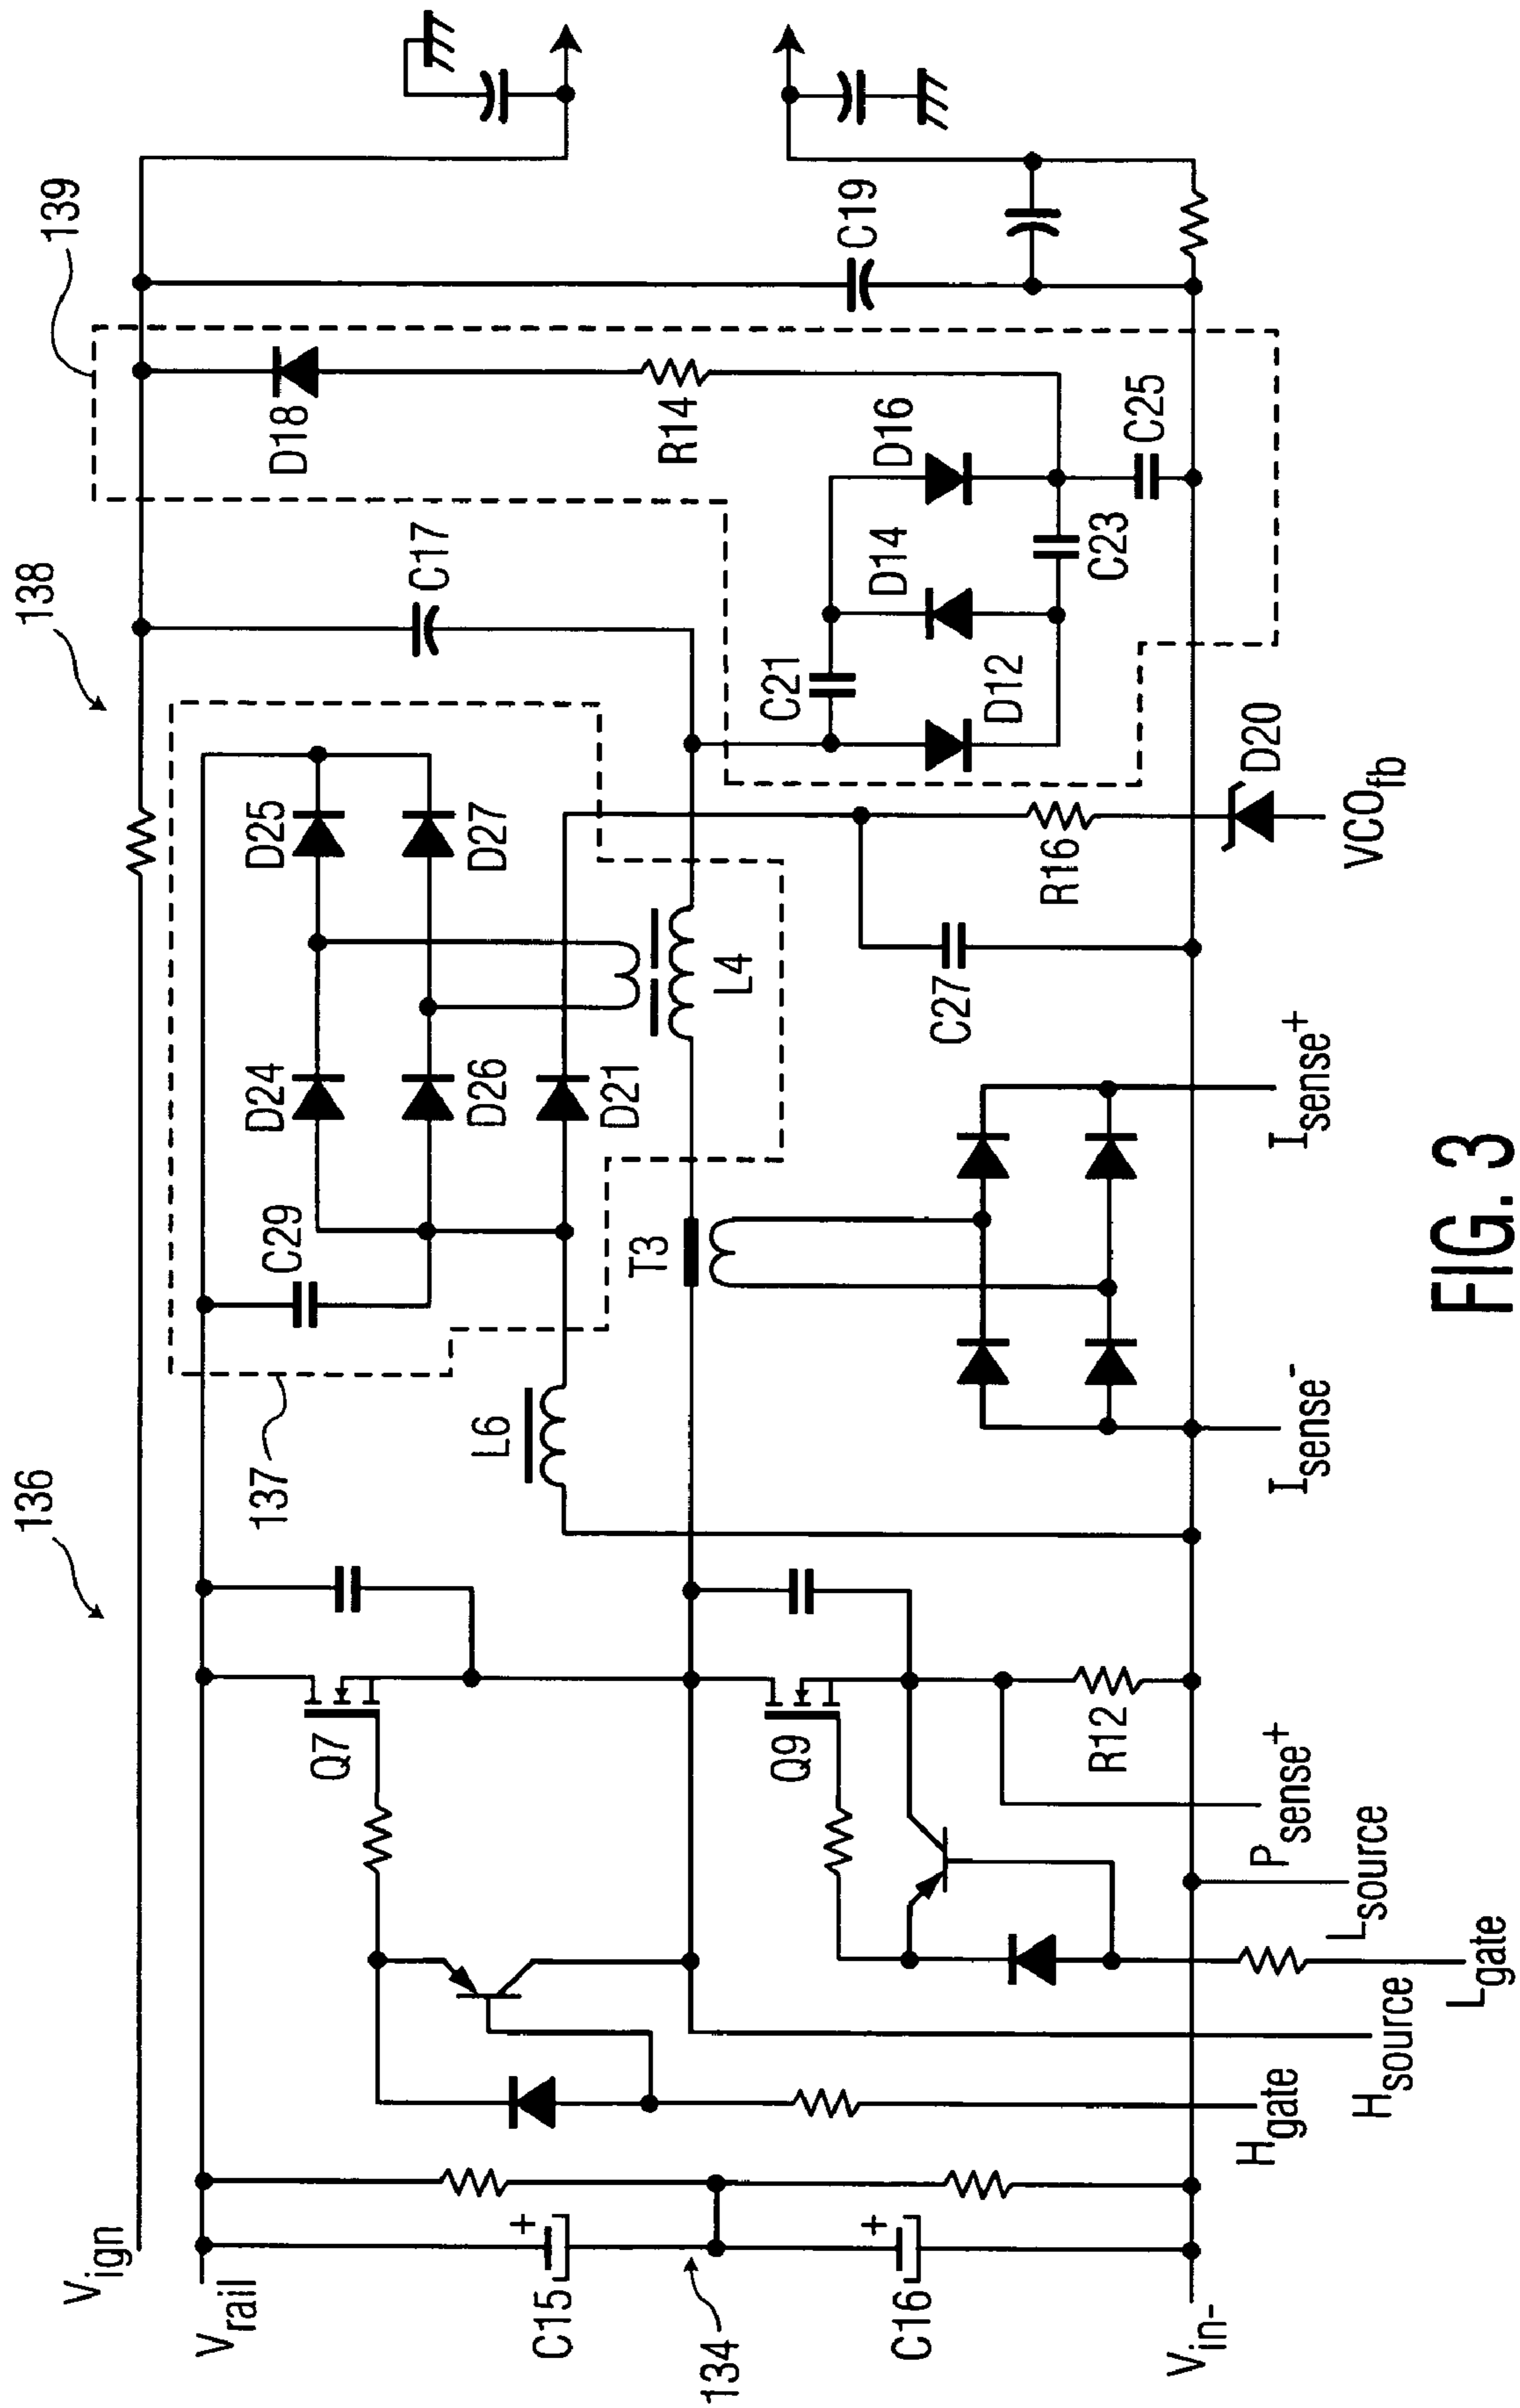 136
138
139
V_ign
V_rail
C29
D24
D25
D18
Q7
137
L6
D26
D27
C17
C15
+
D21
T3
L4
R14
134
Q9
C21
D14
D16
C19
C16
+
D12
R12
C27
R16
C23
C25
V_in-
H_gate
H_source
L_gate
L_source
P_sense+
I_sense-
I_sense+
D20
VCO_fb
FIG. 3